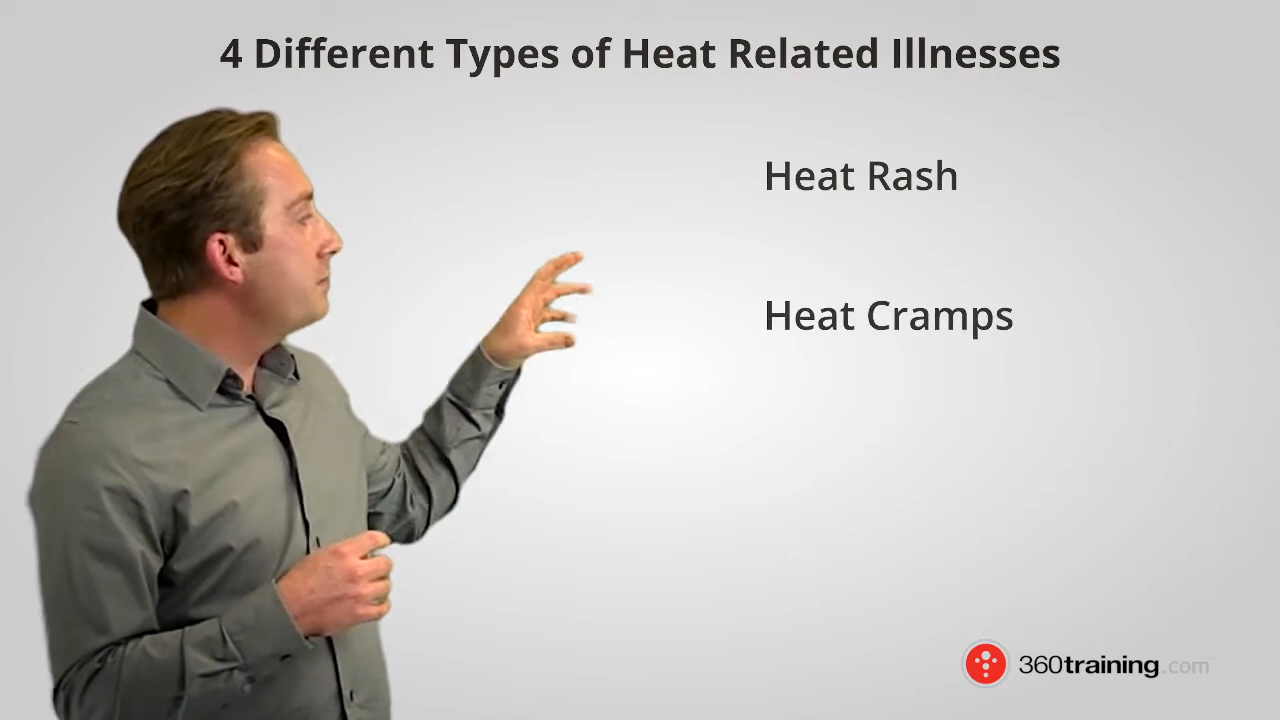 4 Different Types of Heat Related Illnesses
Heat Rash
Heat Cramps
360training.com